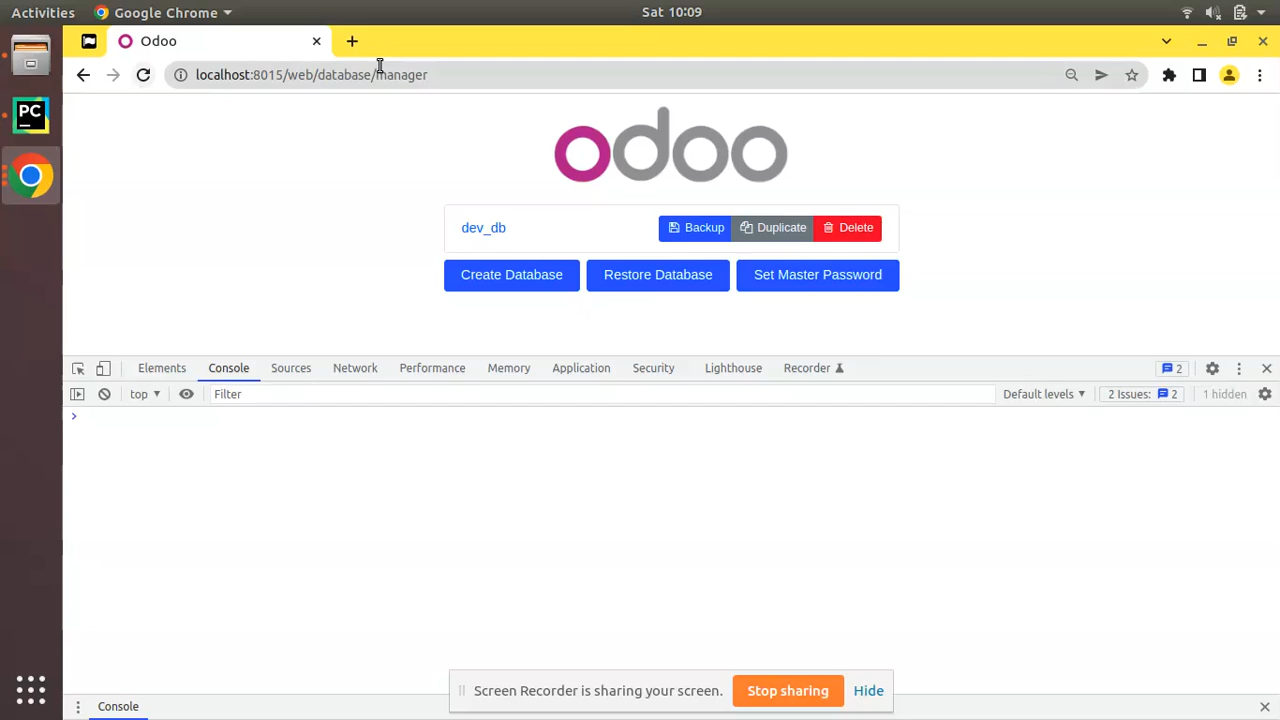 Activities Google Chrome Sat 10:09
PC
Odoo
localhost:8015/web/database/manager
odoo
dev_db Backup Duplicate Delete
Create Database Restore Database Set Master Password
Elements Console Sources Network Performance Memory Application Security Lighthouse Recorder 2
top Filter Default levels 2 Issues: 2 1 hidden
Screen Recorder is sharing your screen. Stop sharing Hide
Console